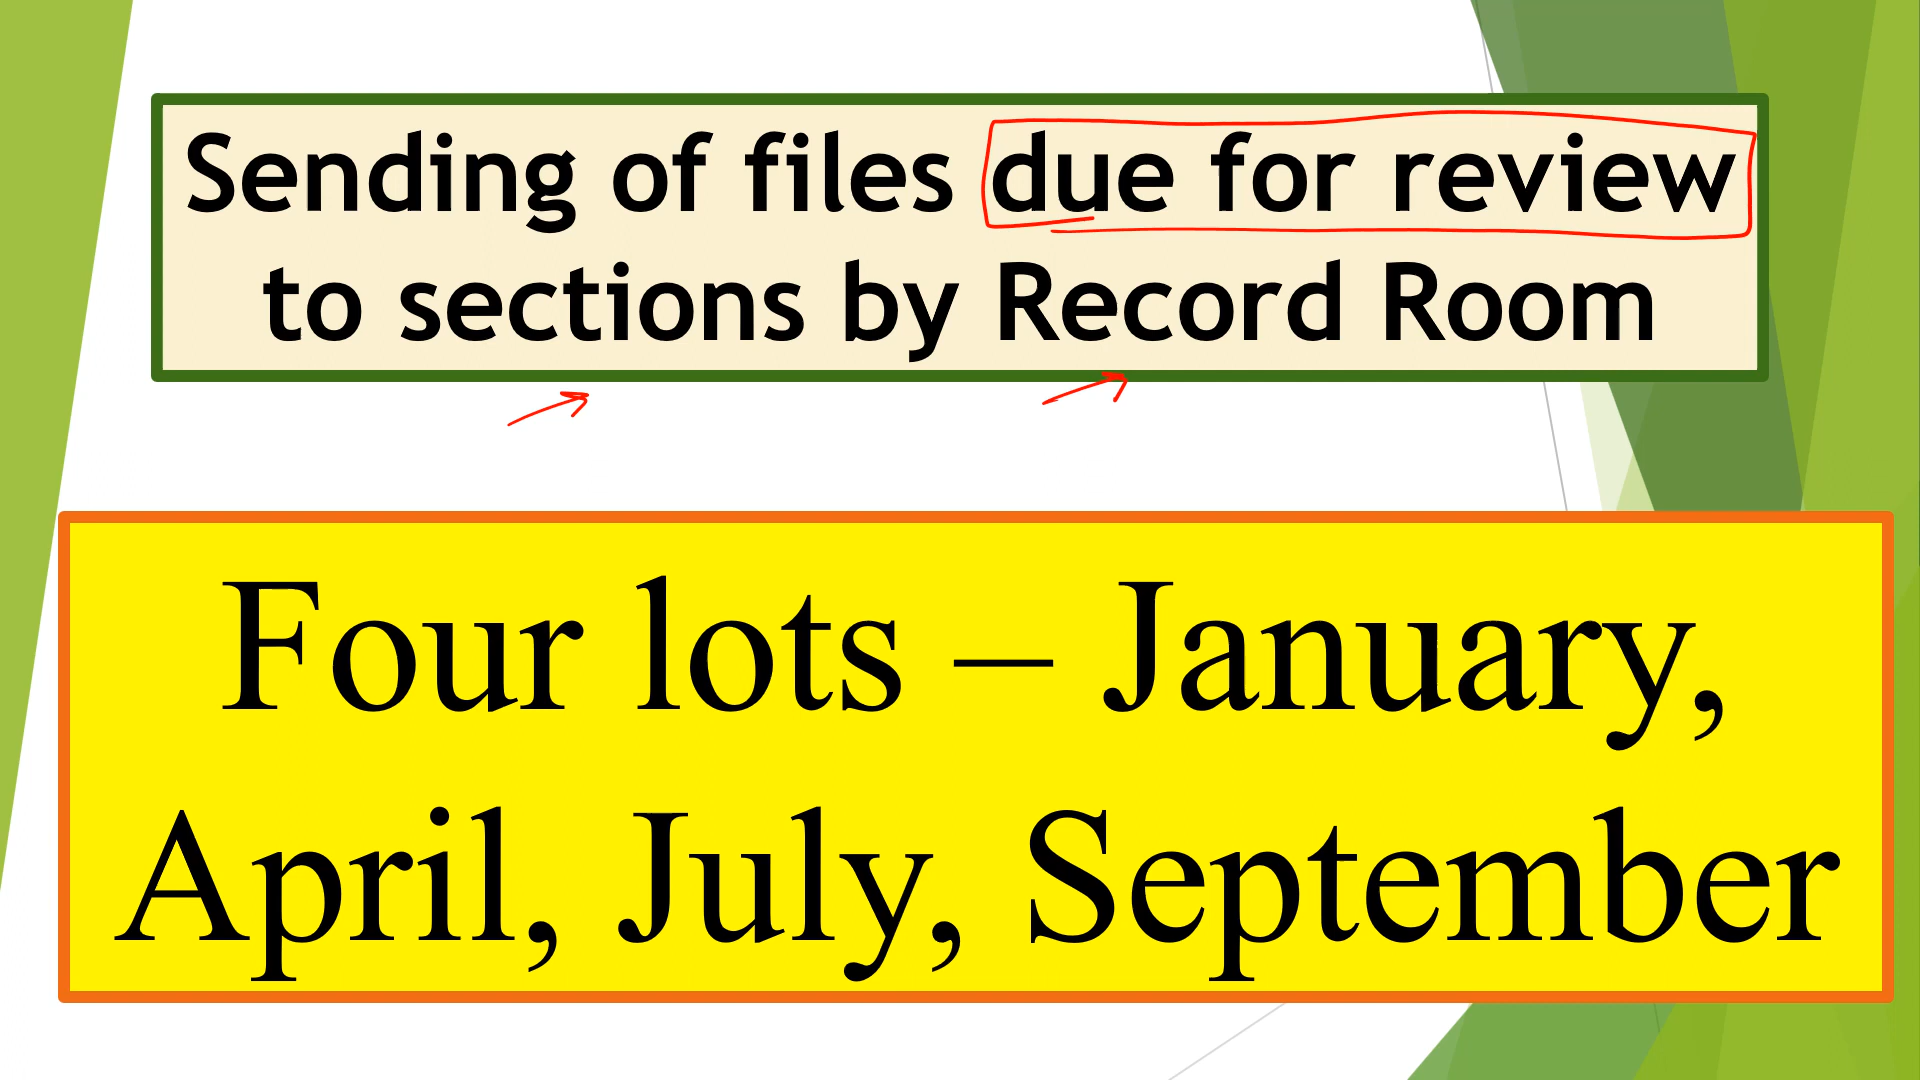 Sending of files due for review
to sections by Record Room
Four lots – January,
April, July, September